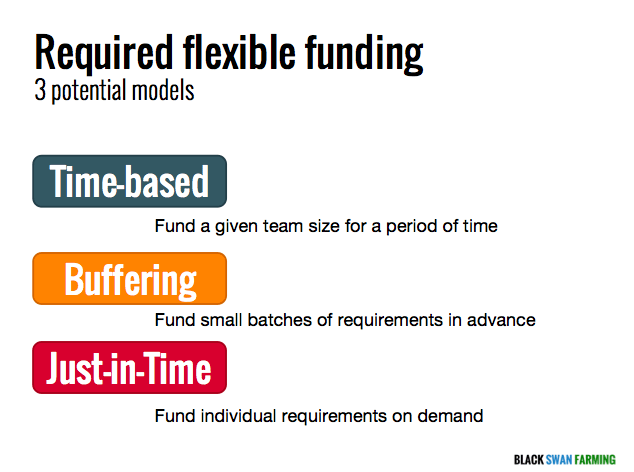 Required flexible funding
3 potential models
Time-based
Fund a given team size for a period of time
Buffering
Fund small batches of requirements in advance
Just-in-Time
Fund individual requirements on demand
BLACK SWAN FARMING